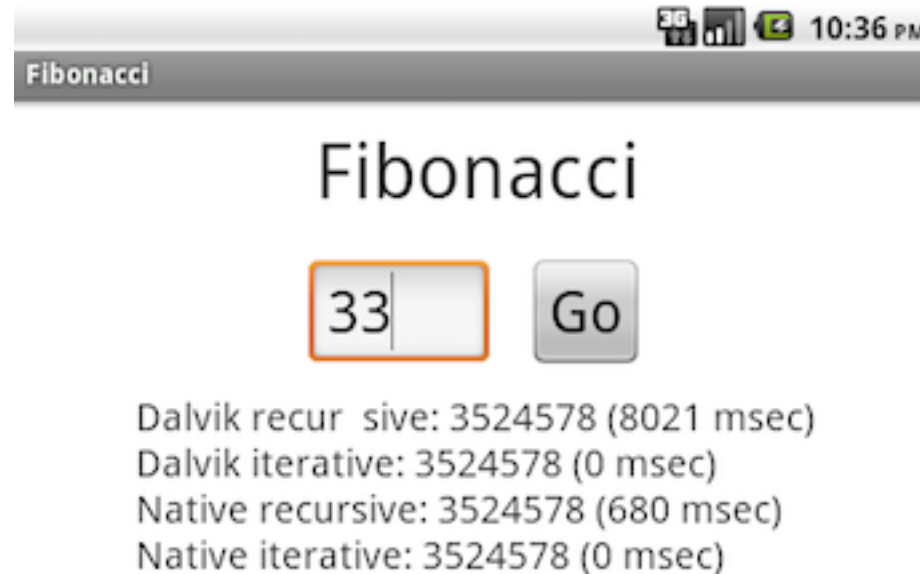 3G 10:36 PM
Fibonacci
Fibonacci
33 Go
Dalvik recur  sive: 3524578 (8021 msec)
Dalvik iterative: 3524578 (0 msec)
Native recursive: 3524578 (680 msec)
Native iterative: 3524578 (0 msec)